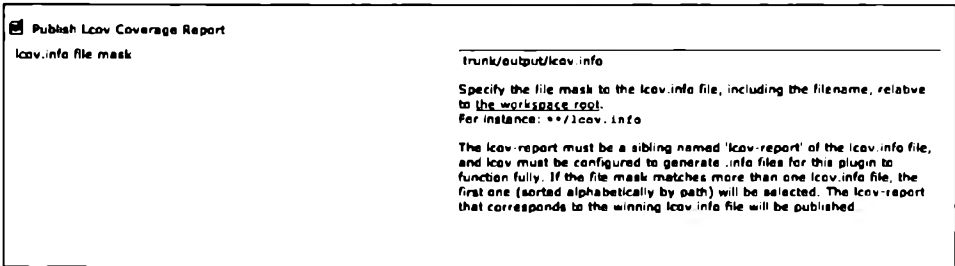 Publish Lcov Coverage Report
lcov.info file mask
trunk/output/lcov.info
Specify the file mask to the lcov.info file, including the filename, relative
to the workspace root.
For instance: **/lcov.info
The lcov-report must be a sibling named 'lcov-report' of the lcov.info file,
and lcov must be configured to generate .info files for this plugin to
function fully. If the file mask matches more than one lcov.info file, the
first one (sorted alphabetically by path) will be selected. The lcov-report
that corresponds to the winning lcov.info file will be published